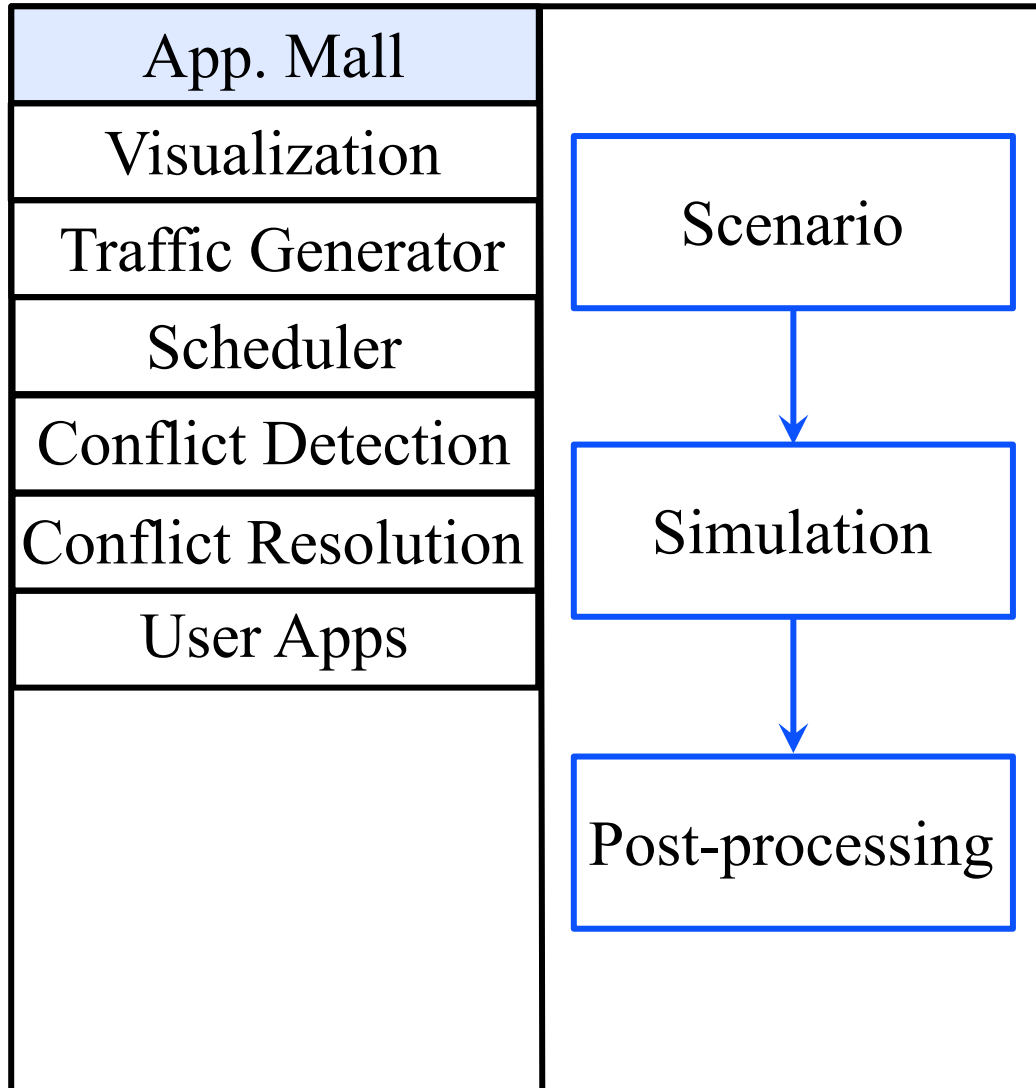 App. Mall
Visualization
Traffic Generator
Scheduler
Conflict Detection
Conflict Resolution
User Apps
Scenario
Simulation
Post-processing